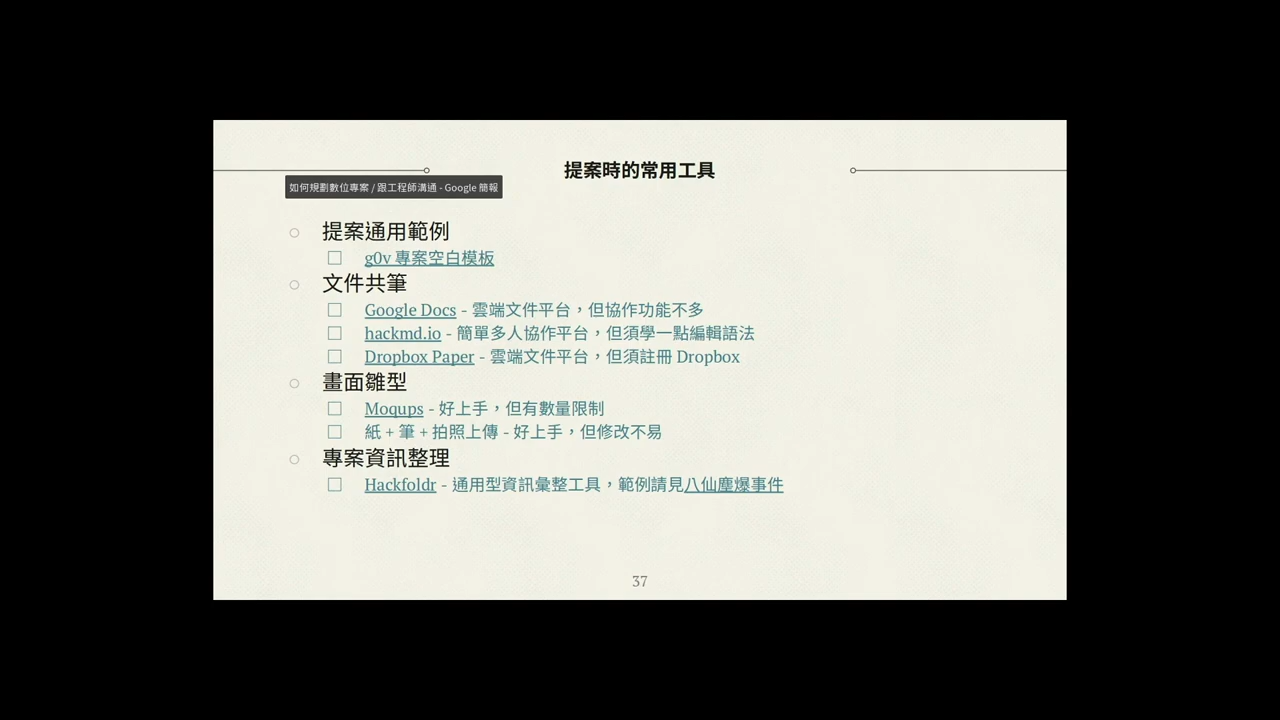 提案時的常用工具
如何規劃數位專案 / 跟工程師溝通 - Google 簡報
提案通用範例
g0v 專案空白模板
文件共筆
Google Docs - 雲端文件平台，但協作功能不多
hackmd.io - 簡單多人協作平台，但須學一點編輯語法
Dropbox Paper - 雲端文件平台，但須註冊 Dropbox
畫面雛型
Moqups - 好上手，但有數量限制
紙 + 筆 + 拍照上傳 - 好上手，但修改不易
專案資訊整理
Hackfoldr - 通用型資訊彙整工具，範例請見八仙塵爆事件
37